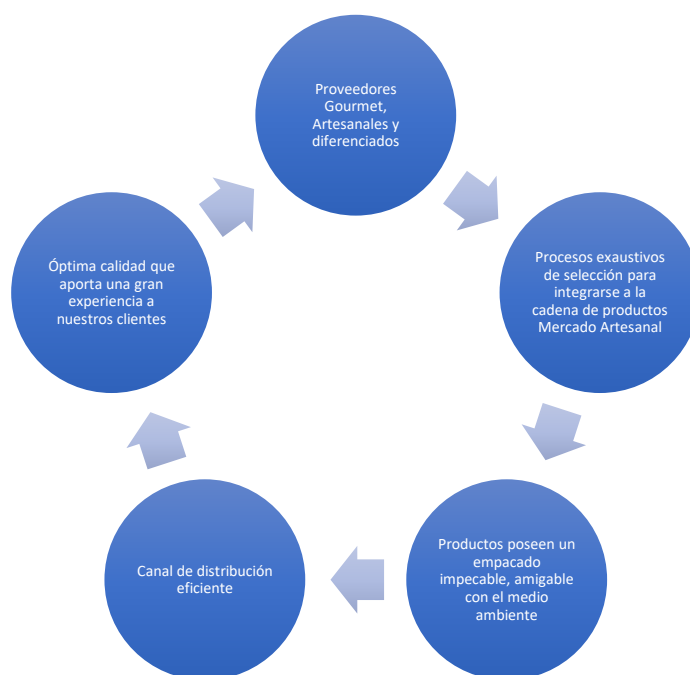 Proveedores
Gourmet,
Artesanales y
diferenciados
Procesos exaustivos
de selección para
integrarse a la
cadena de productos
Mercado Artesanal
Productos poseen un
empacado
impecable, amigable
con el medio
ambiente
Canal de distribución
eficiente
Óptima calidad que
aporta una gran
experiencia a
nuestros clientes